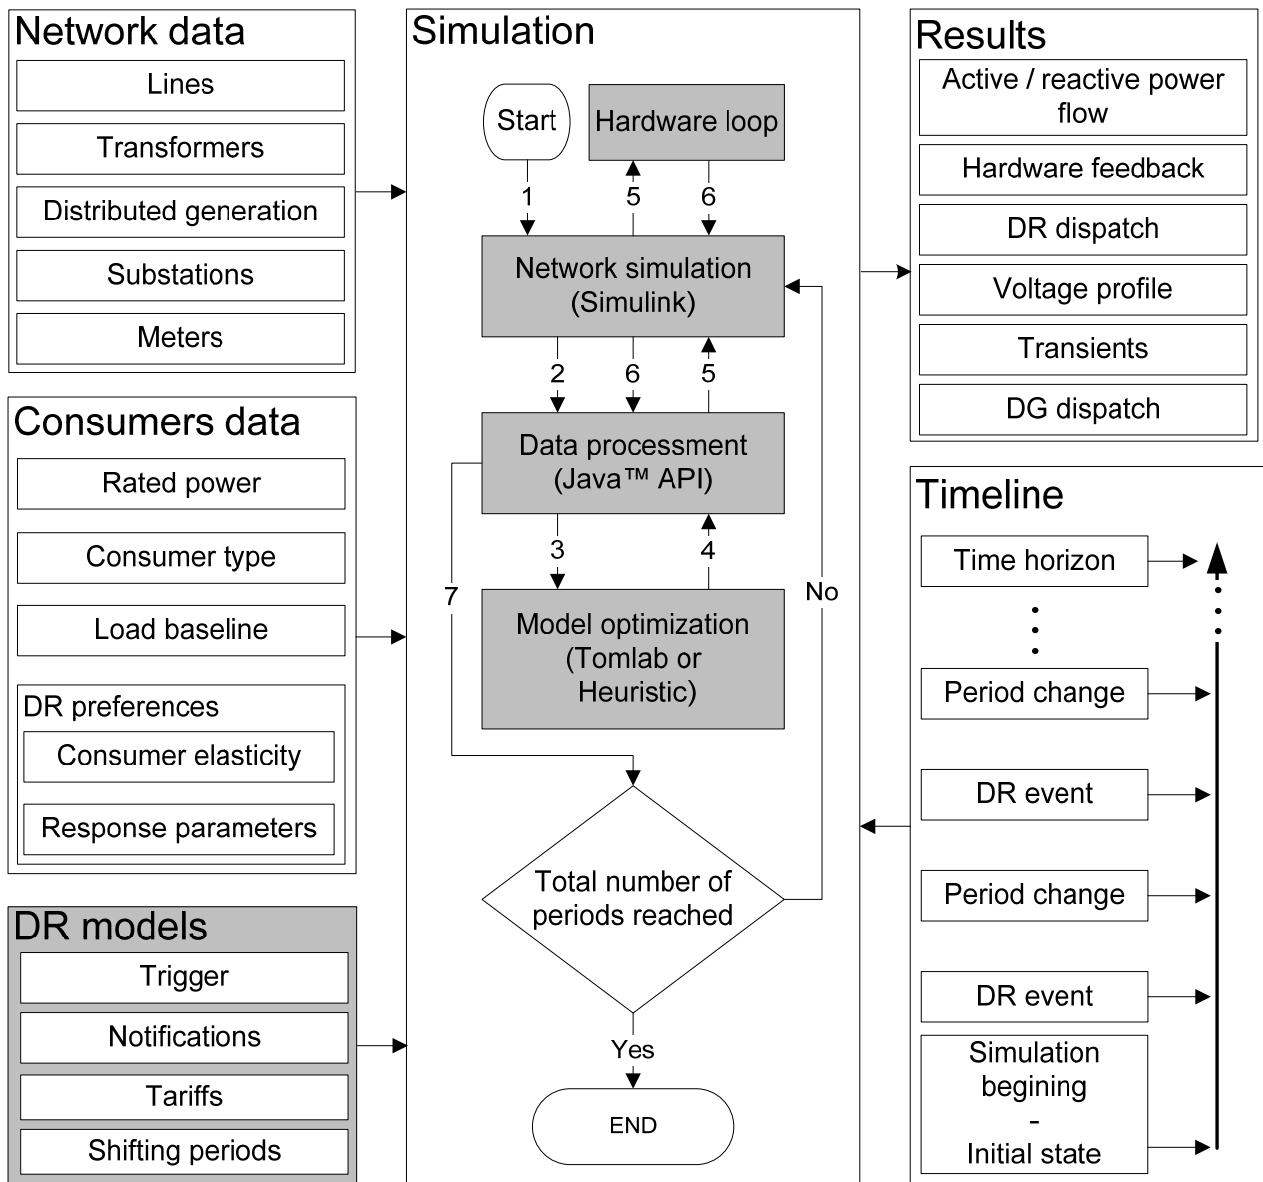 Network data
Lines
Transformers
Distributed generation
Substations
Meters
Consumers data
Rated power
Consumer type
Load baseline
DR preferences
Consumer elasticity
Response parameters
DR models
Trigger
Notifications
Tariffs
Shifting periods
Simulation
Start
Hardware loop
1
5
6
Network simulation
(Simulink)
2
6
5
Data processment
(Java™ API)
3
4
7
No
Model optimization
(Tomlab or
Heuristic)
Total number of
periods reached
Yes
END
Results
Active / reactive power
flow
Hardware feedback
DR dispatch
Voltage profile
Transients
DG dispatch
Timeline
Time horizon
Period change
DR event
Period change
DR event
Simulation
begining
-
Initial state